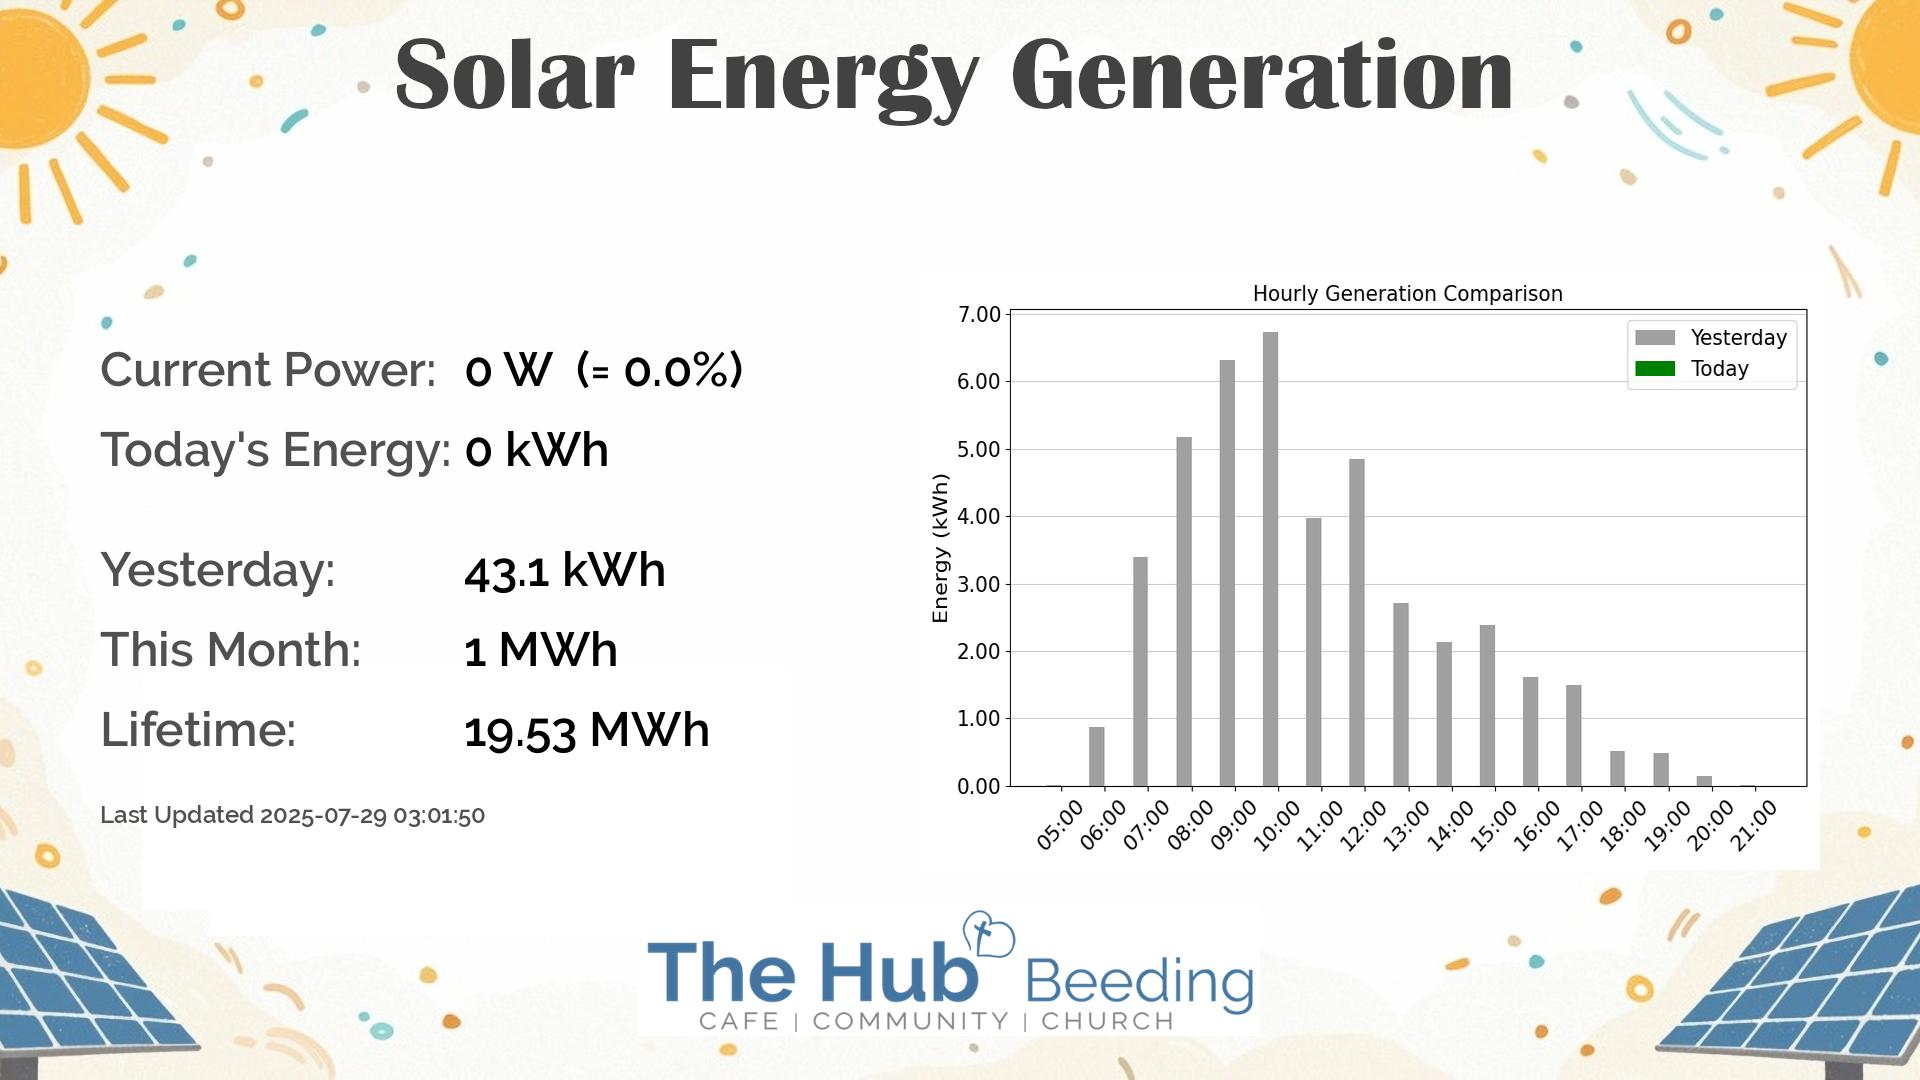 Solar Energy Generation
Current Power: 0 W (= 0.0%)
Today's Energy: 0 kWh
Yesterday: 43.1 kWh
This Month: 1 MWh
Lifetime: 19.53 MWh
Last Updated 2025-07-29 03:01:50
Hourly Generation Comparison
Yesterday
Today
Energy (kWh)
7.00
6.00
5.00
4.00
3.00
2.00
1.00
0.00
05:00 06:00 07:00 08:00 09:00 10:00 11:00 12:00 13:00 14:00 15:00 16:00 17:00 18:00 19:00 20:00 21:00
The Hub Beeding
CAFE | COMMUNITY | CHURCH